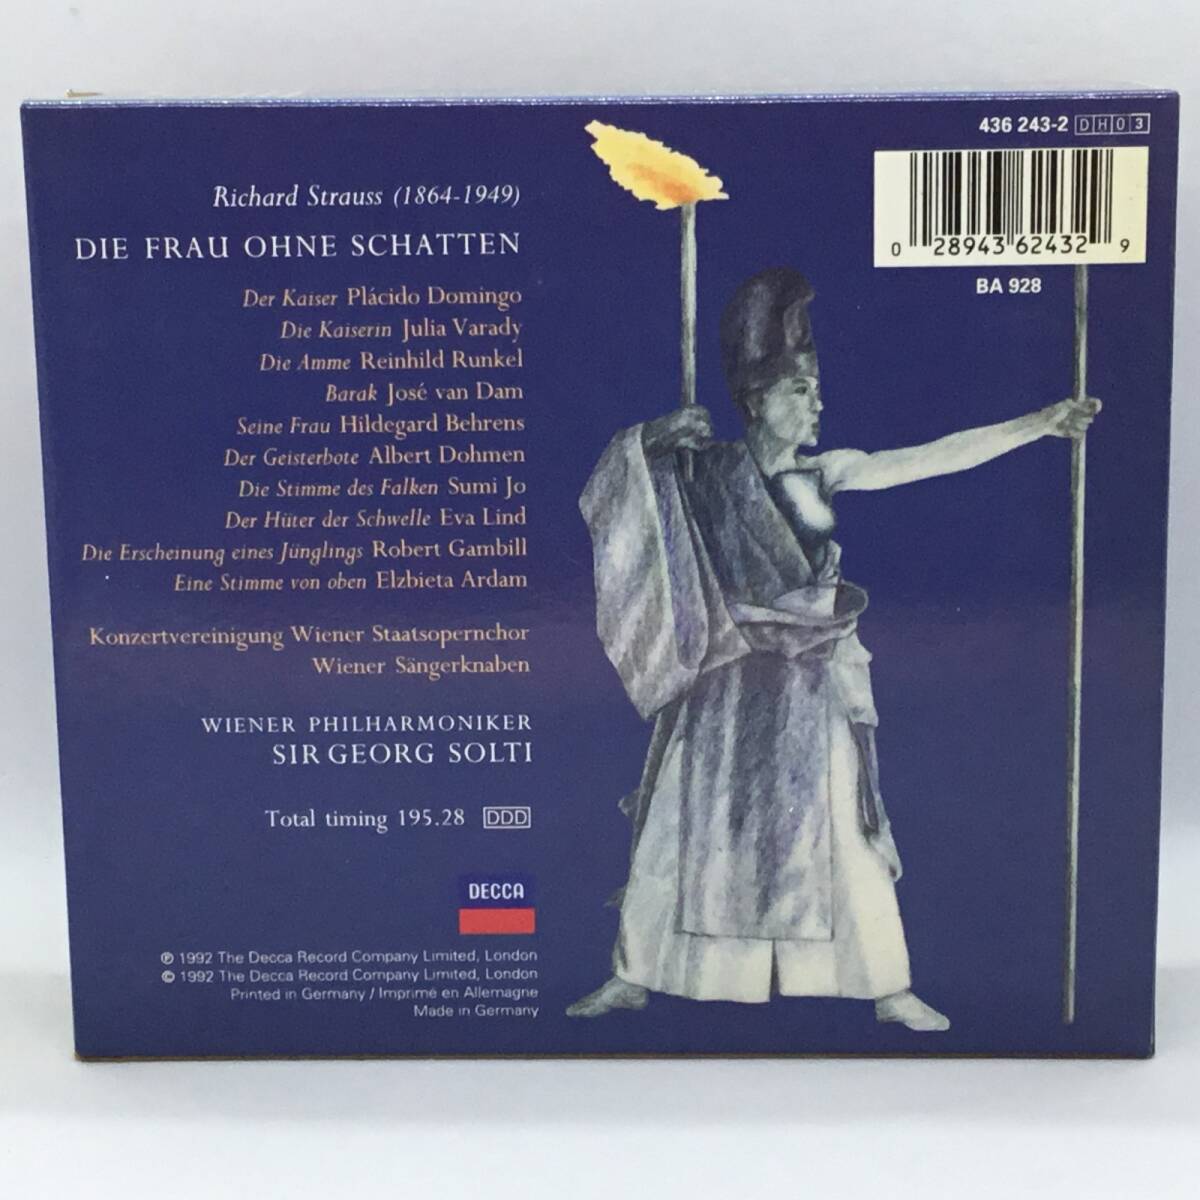 436 243-2 DHO3
0 28943 62432 9
BA 928
Richard Strauss (1864-1949)
DIE FRAU OHNE SCHATTEN
Der Kaiser Plácido Domingo
Die Kaiserin Julia Varady
Die Amme Reinhild Runkel
Barak José van Dam
Seine Frau Hildegard Behrens
Der Geisterbote Albert Dohmen
Die Stimme des Falken Sumi Jo
Der Hüter der Schwelle Eva Lind
Die Erscheinung eines Jünglings Robert Gambill
Eine Stimme von oben Elzbieta Ardam
Konzertvereinigung Wiener Staatsopernchor
Wiener Sängerknaben
WIENER PHILHARMONIKER
SIR GEORG SOLTI
Total timing 195.28 DDD
DECCA
℗ 1992 The Decca Record Company Limited, London
© 1992 The Decca Record Company Limited, London
Printed in Germany / Imprimé en Allemagne
Made in Germany